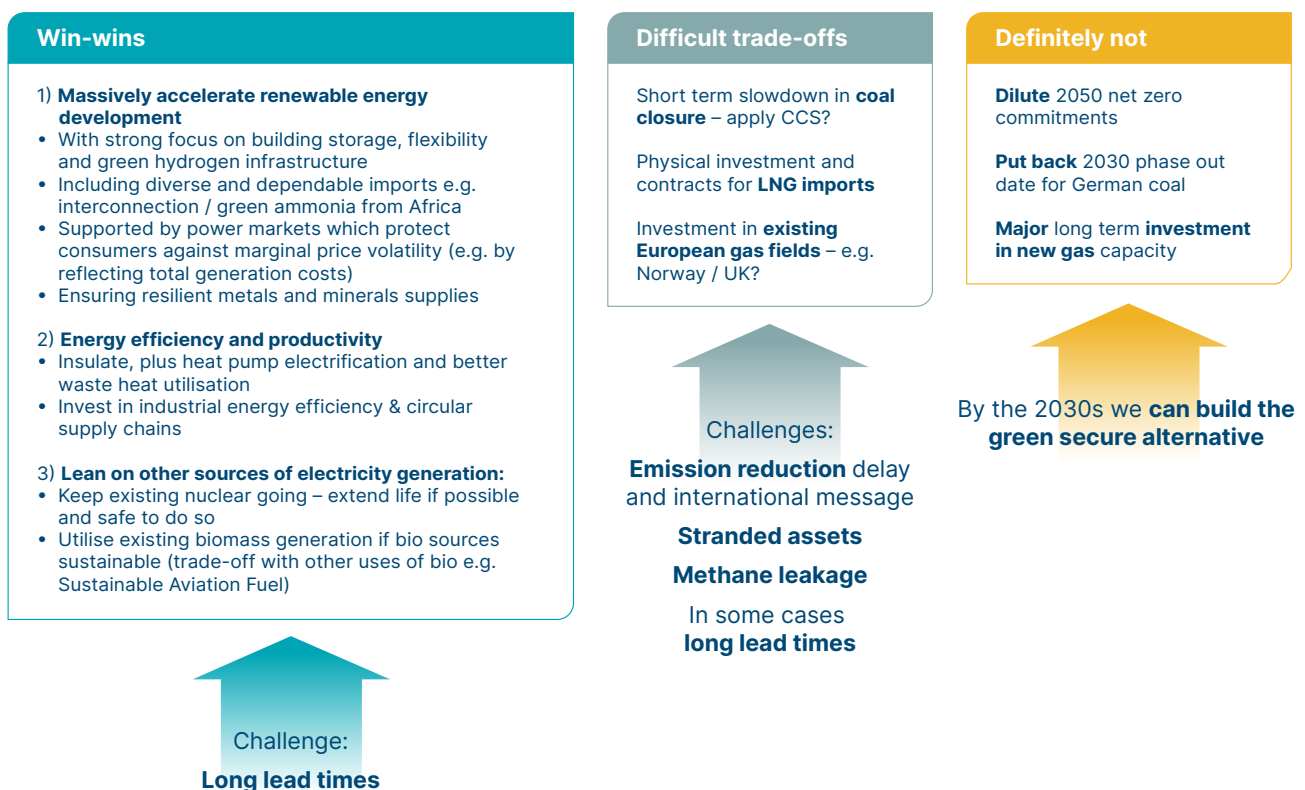 Win-wins
1) Massively accelerate renewable energy
development
• With strong focus on building storage, flexibility
and green hydrogen infrastructure
• Including diverse and dependable imports e.g.
interconnection / green ammonia from Africa
• Supported by power markets which protect
consumers against marginal price volatility (e.g. by
reflecting total generation costs)
• Ensuring resilient metals and minerals supplies
2) Energy efficiency and productivity
• Insulate, plus heat pump electrification and better
waste heat utilisation
• Invest in industrial energy efficiency & circular
supply chains
3) Lean on other sources of electricity generation:
• Keep existing nuclear going – extend life if possible
and safe to do so
• Utilise existing biomass generation if bio sources
sustainable (trade-off with other uses of bio e.g.
Sustainable Aviation Fuel)
Challenge:
Long lead times
Difficult trade-offs
Short term slowdown in coal
closure – apply CCS?
Physical investment and
contracts for LNG imports
Investment in existing
European gas fields – e.g.
Norway / UK?
Challenges:
Emission reduction delay
and international message
Stranded assets
Methane leakage
In some cases
long lead times
Definitely not
Dilute 2050 net zero
commitments
Put back 2030 phase out
date for German coal
Major long term investment
in new gas capacity
By the 2030s we can build the
green secure alternative